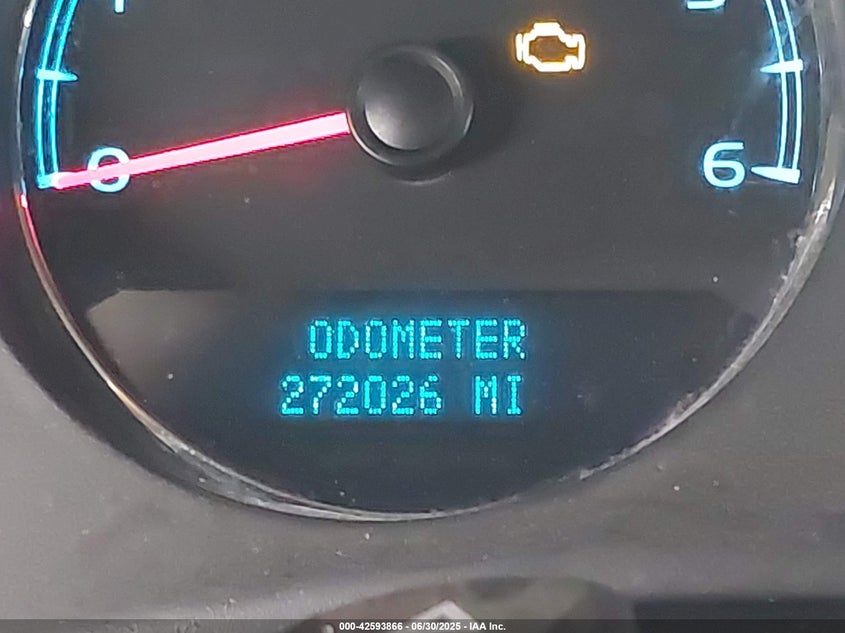 0
6
ODOMETER
272026 MI
000-42593866 - 06/30/2025 - IAA Inc.